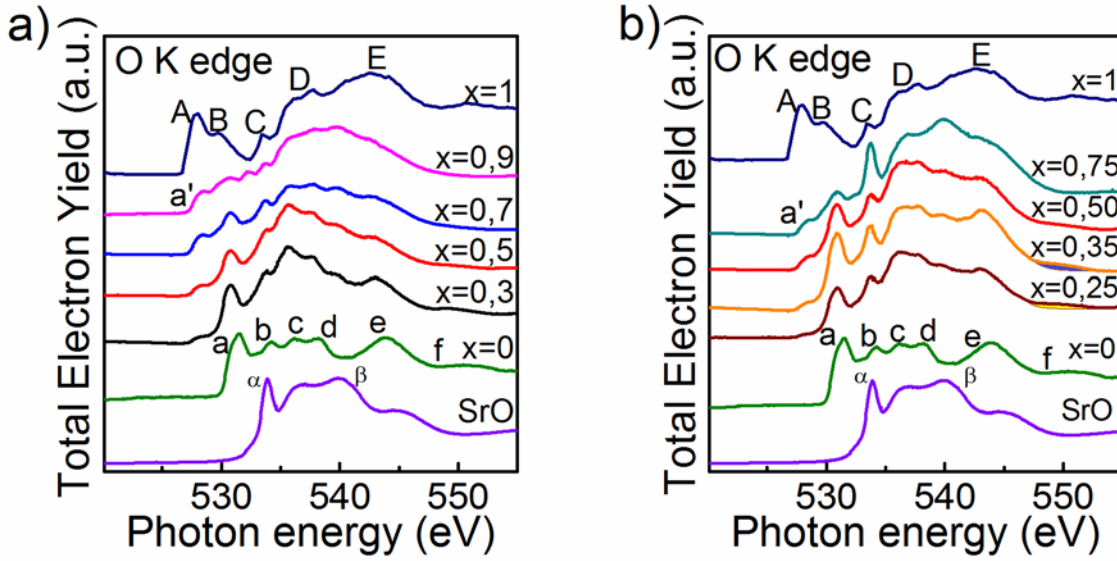 a)
Total Electron Yield (a.u.)
O K edge
A
B
C
D
E
x=1
a'
x=0,9
x=0,7
x=0,5
x=0,3
a
b
c
d
e
f
x=0
α
β
SrO
530
540
550
Photon energy (eV)
b)
Total Electron Yield (a.u.)
O K edge
A
B
C
D
E
x=1
a'
x=0,75
x=0,50
x=0,35
x=0,25
a
b
c
d
e
f
x=0
α
β
SrO
530
540
550
Photon energy (eV)